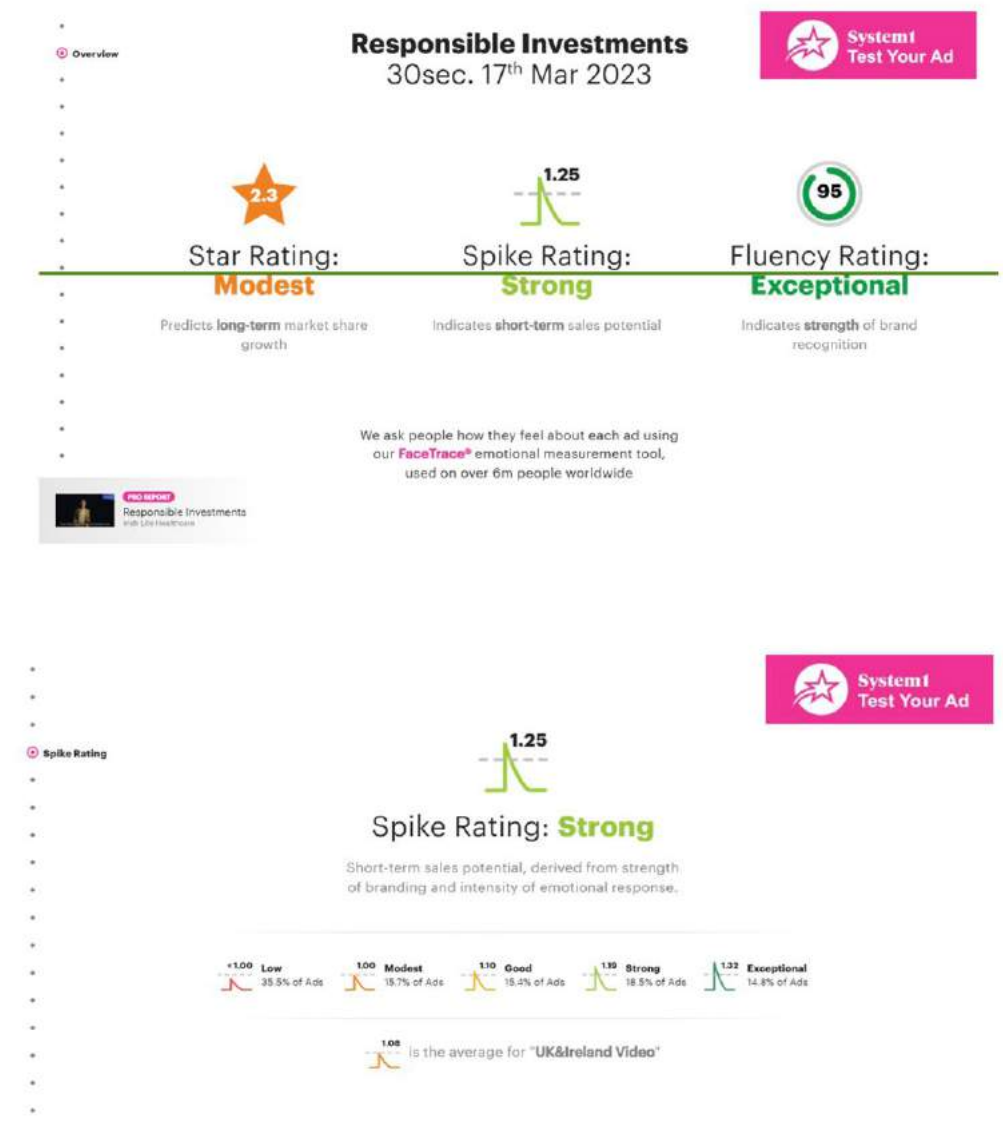 Overview
Responsible Investments
30sec. 17th Mar 2023
System1
Test Your Ad
2.3
1.25
95
Star Rating:
Modest
Predicts long-term market share
growth
Spike Rating:
Strong
Indicates short-term sales potential
Fluency Rating:
Exceptional
Indicates strength of brand
recognition
We ask people how they feel about each ad using
our FaceTrace® emotional measurement tool,
used on over 6m people worldwide
PRO REPORT
Responsible Investments
Irish Life Healthcare
System1
Test Your Ad
Spike Rating
1.25
Spike Rating: Strong
Short-term sales potential, derived from strength
of branding and intensity of emotional response.
<1.00 Low
35.5% of Ads
1.00 Modest
15.7% of Ads
1.10 Good
15.4% of Ads
1.19 Strong
18.5% of Ads
1.32 Exceptional
14.8% of Ads
1.08 is the average for "UK&Ireland Video"